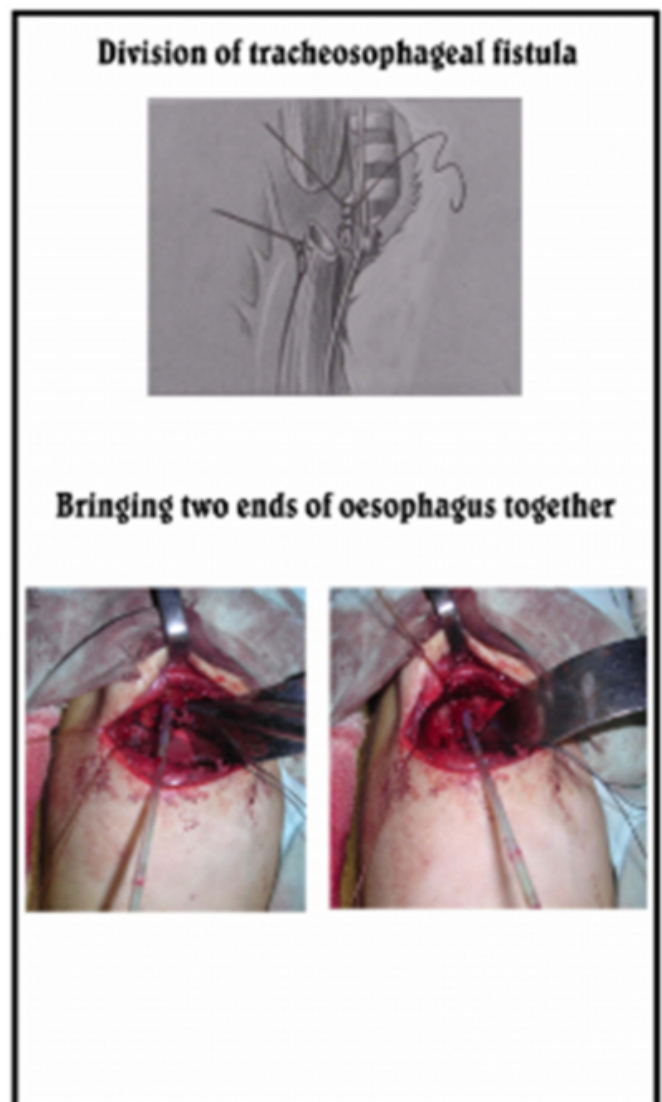 Division of tracheosophageal fistula
Bringing two ends of oesophagus together